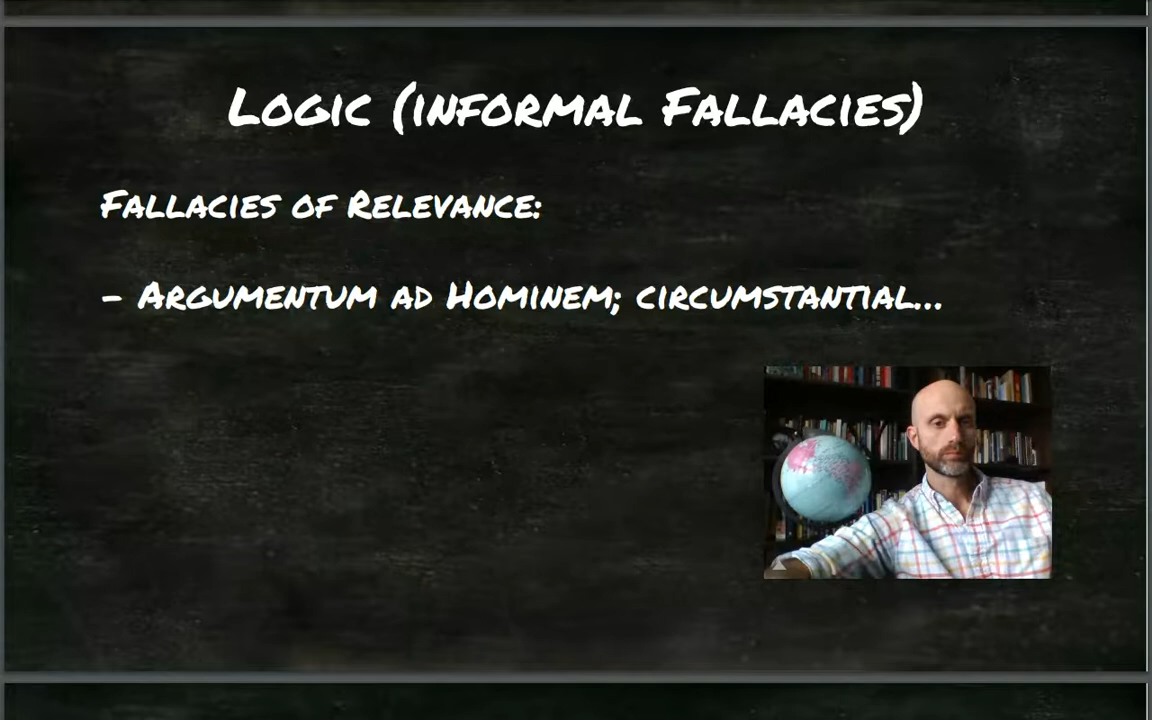 Logic (informal Fallacies)
Fallacies of Relevance:
- Argumentum ad Hominem; circumstantial...